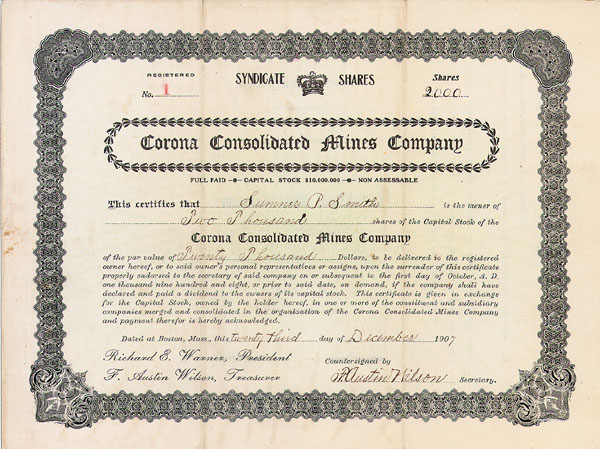 REGISTERED
No. 1
SYNDICATE SHARES
Shares
2000
Corona Consolidated Mines Company
FULL PAID CAPITAL STOCK $10,000,000 NON ASSESSABLE
This certifies that Sumner P. Smith is the owner of
Two Thousand shares of the Capital Stock of the
Corona Consolidated Mines Company
of the par value of Twenty Thousand Dollars, to be delivered to the registered
owner hereof, or to said owner's personal representatives or assigns, upon the surrender of this certificate
properly endorsed to the secretary of said company on or subsequent to the first day of October, A. D.
one thousand nine hundred and eight, or prior to said date, on demand, if the company shall have
declared and paid a dividend to the owners of its capital stock. This certificate is given in exchange
for the Capital Stock, owned by the holder hereof, in one or more of the constituent and subsidiary
companies merged and consolidated in the organization of the Corona Consolidated Mines Company
and payment therefor is hereby acknowledged.
Dated at Boston, Mass., this twenty third day of December 1907
Richard E. Warner, President
Countersigned by
F. Austin Wilson, Treasurer
F. Austin Wilson Secretary.